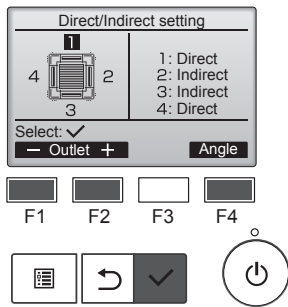 Direct/Indirect setting
1
4 2
3
1: Direct
2: Indirect
3: Indirect
4: Direct
Select: ✓
− Outlet + Angle
F1 F2 F3 F4